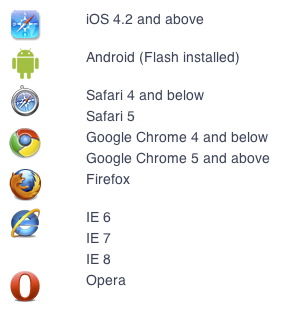 iOS 4.2 and above
Android (Flash installed)
Safari 4 and below
Safari 5
Google Chrome 4 and below
Google Chrome 5 and above
Firefox
IE 6
IE 7
IE 8
Opera